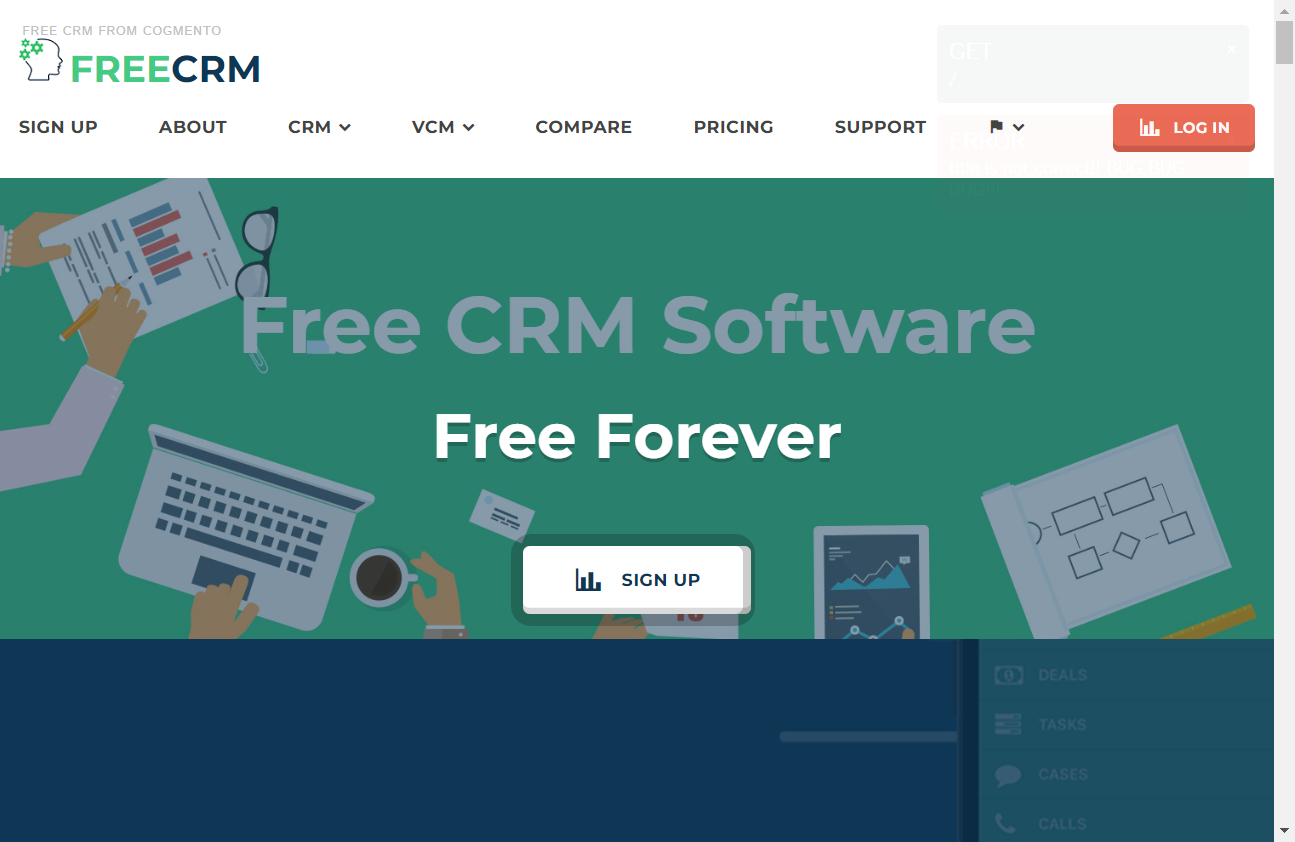 FREE CRM FROM COGMENTO
FREECRM
GET
/
SIGN UP
ABOUT
CRM
VCM
COMPARE
PRICING
SUPPORT
LOG IN
ERROR
Free CRM Software
Free Forever
SIGN UP
DEALS
TASKS
CASES
CALLS